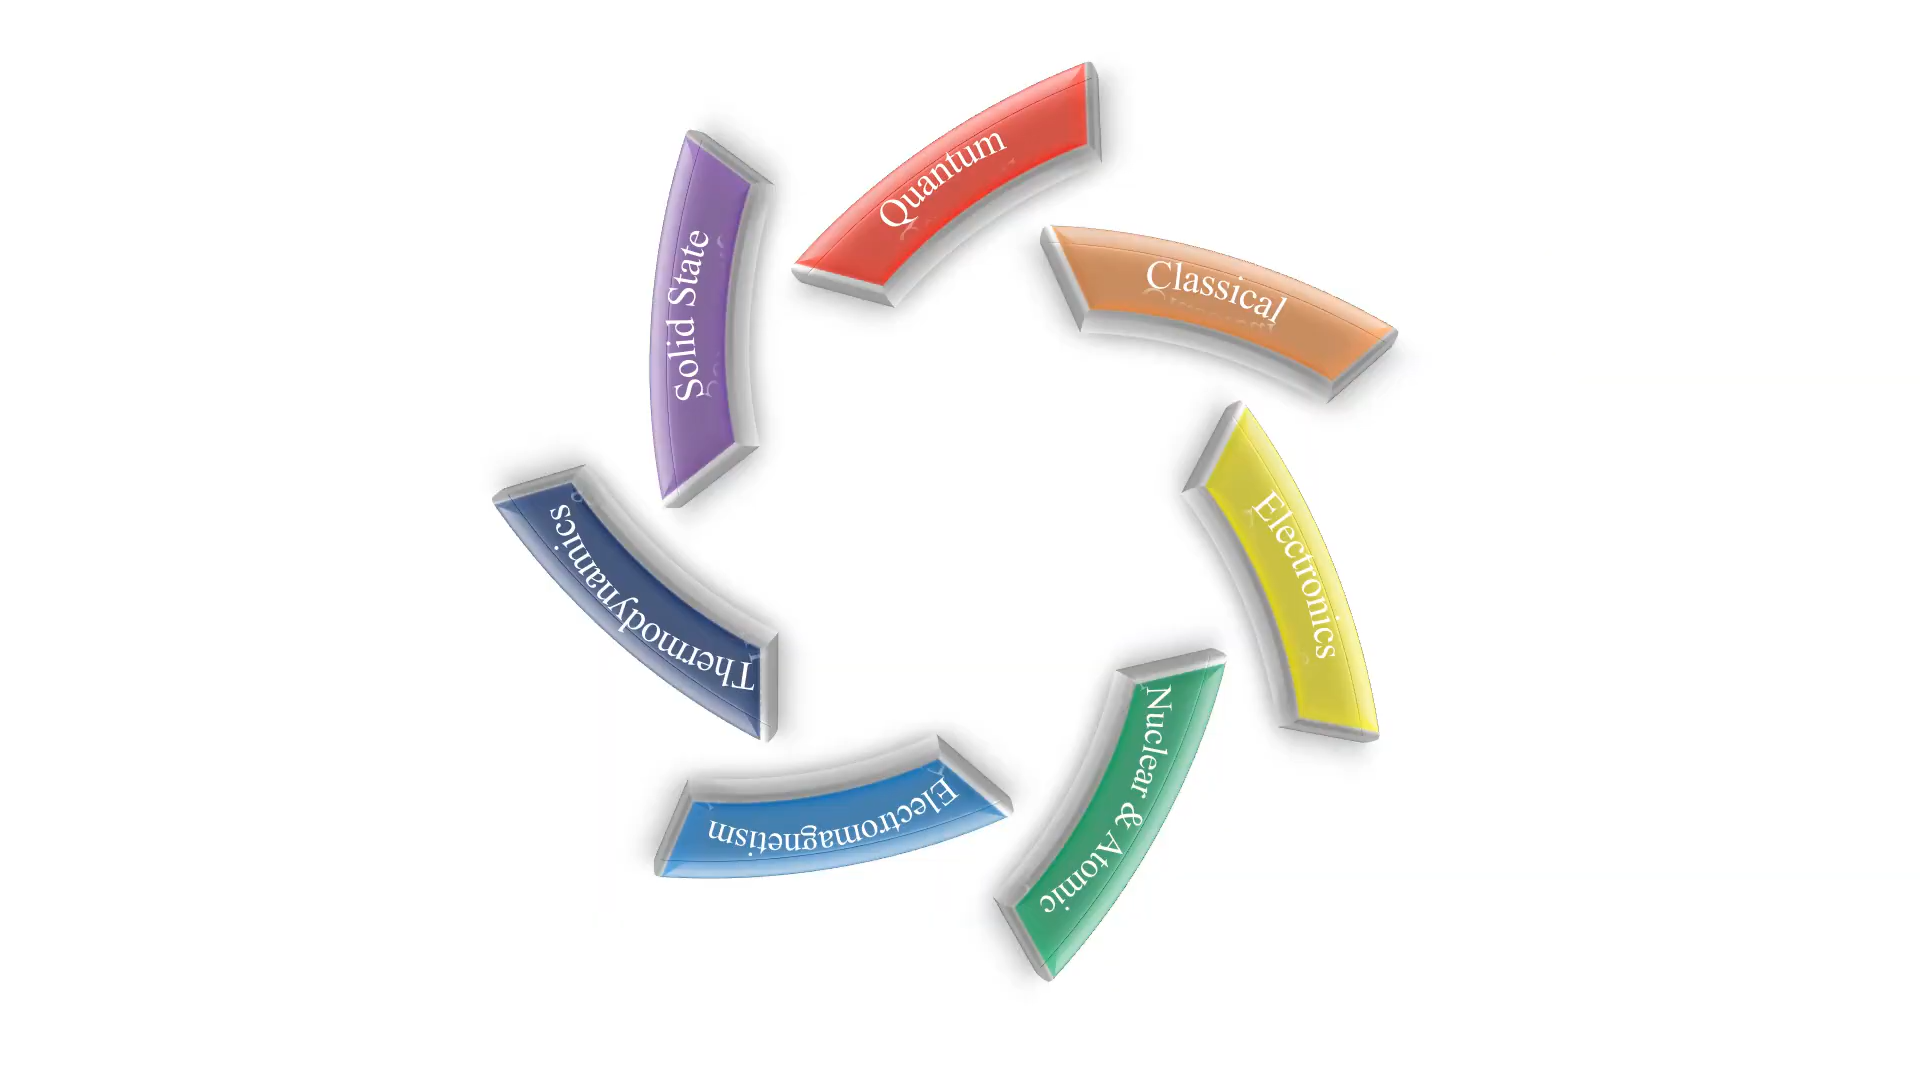 Quantum
Classical
Electronics
Nuclear & Atomic
Electromagnetism
Thermodynamics
Solid State